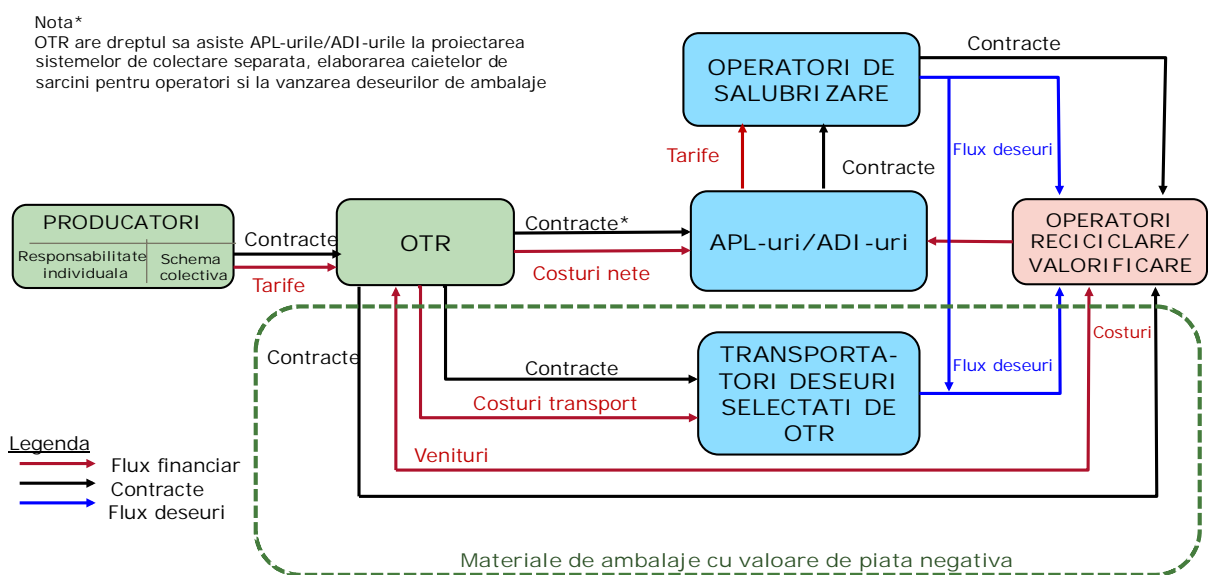 Nota*
OTR are dreptul sa asiste APL-urile/ADI-urile la proiectarea
sistemelor de colectare separata, elaborarea caietelor de
sarcini pentru operatori si la vanzarea deseurilor de ambalaje
Contracte
OPERATORI DE
SALUBRIZARE
Tarife
Contracte
Flux deseuri
PRODUCATORI
Responsabilitate
individuala
Schema
colectiva
Contracte
Tarife
OTR
Contracte*
Costuri nete
APL-uri/ADI-uri
OPERATORI
RECICICLARE/
VALORIFICARE
Contracte
Contracte
Costuri transport
Venituri
TRANSPORTA-
TORI DESEURI
SELECTATI DE
OTR
Flux deseuri
Costuri
Legenda
Flux financiar
Contracte
Flux deseuri
Materiale de ambalaje cu valoare de piata negativa